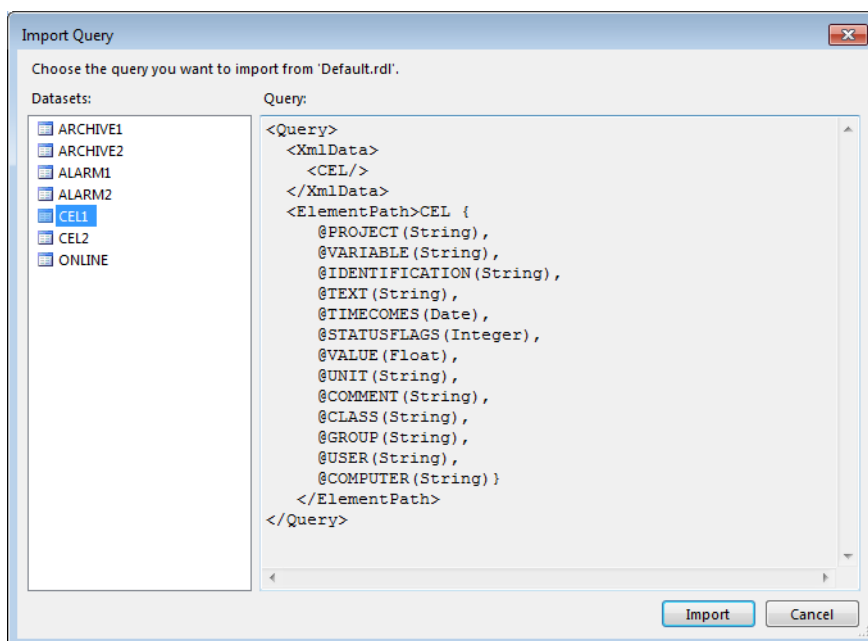 Import Query
Choose the query you want to import from 'Default.rdl'.
Datasets:
ARCHIVE1
ARCHIVE2
ALARM1
ALARM2
CEL1
CEL2
ONLINE
Query:
<Query>
  <XmlData>
    <CEL/>
  </XmlData>
  <ElementPath>CEL {
     @PROJECT(String),
     @VARIABLE(String),
     @IDENTIFICATION(String),
     @TEXT(String),
     @TIMECOMES(Date),
     @STATUSFLAGS(Integer),
     @VALUE(Float),
     @UNIT(String),
     @COMMENT(String),
     @CLASS(String),
     @GROUP(String),
     @USER(String),
     @COMPUTER(String)}
   </ElementPath>
</Query>
Import
Cancel